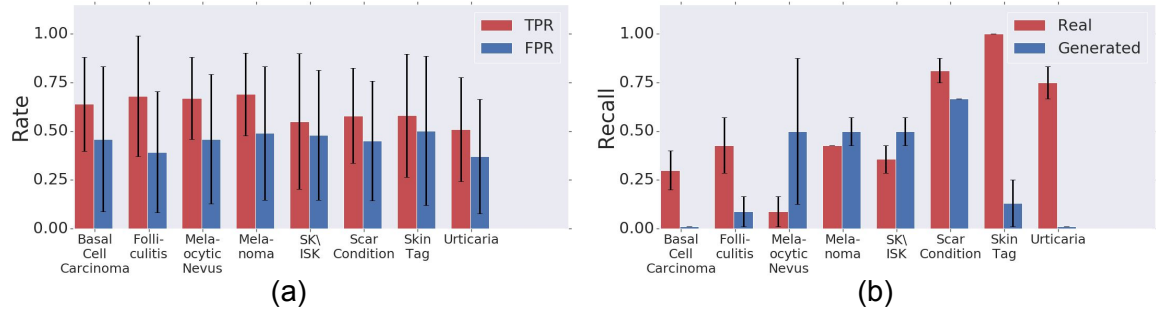 1.00
0.75
0.50
0.25
0.00
Rate
TPR
FPR
Basal
Cell
Carcinoma
Folli-
culitis
Mela-
ocytic
Nevus
Mela-
noma
SK\
ISK
Scar
Condition
Skin
Tag
Urticaria
(a)
1.00
0.75
0.50
0.25
0.00
Recall
Real
Generated
Basal
Cell
Carcinoma
Folli-
culitis
Mela-
ocytic
Nevus
Mela-
noma
SK\
ISK
Scar
Condition
Skin
Tag
Urticaria
(b)